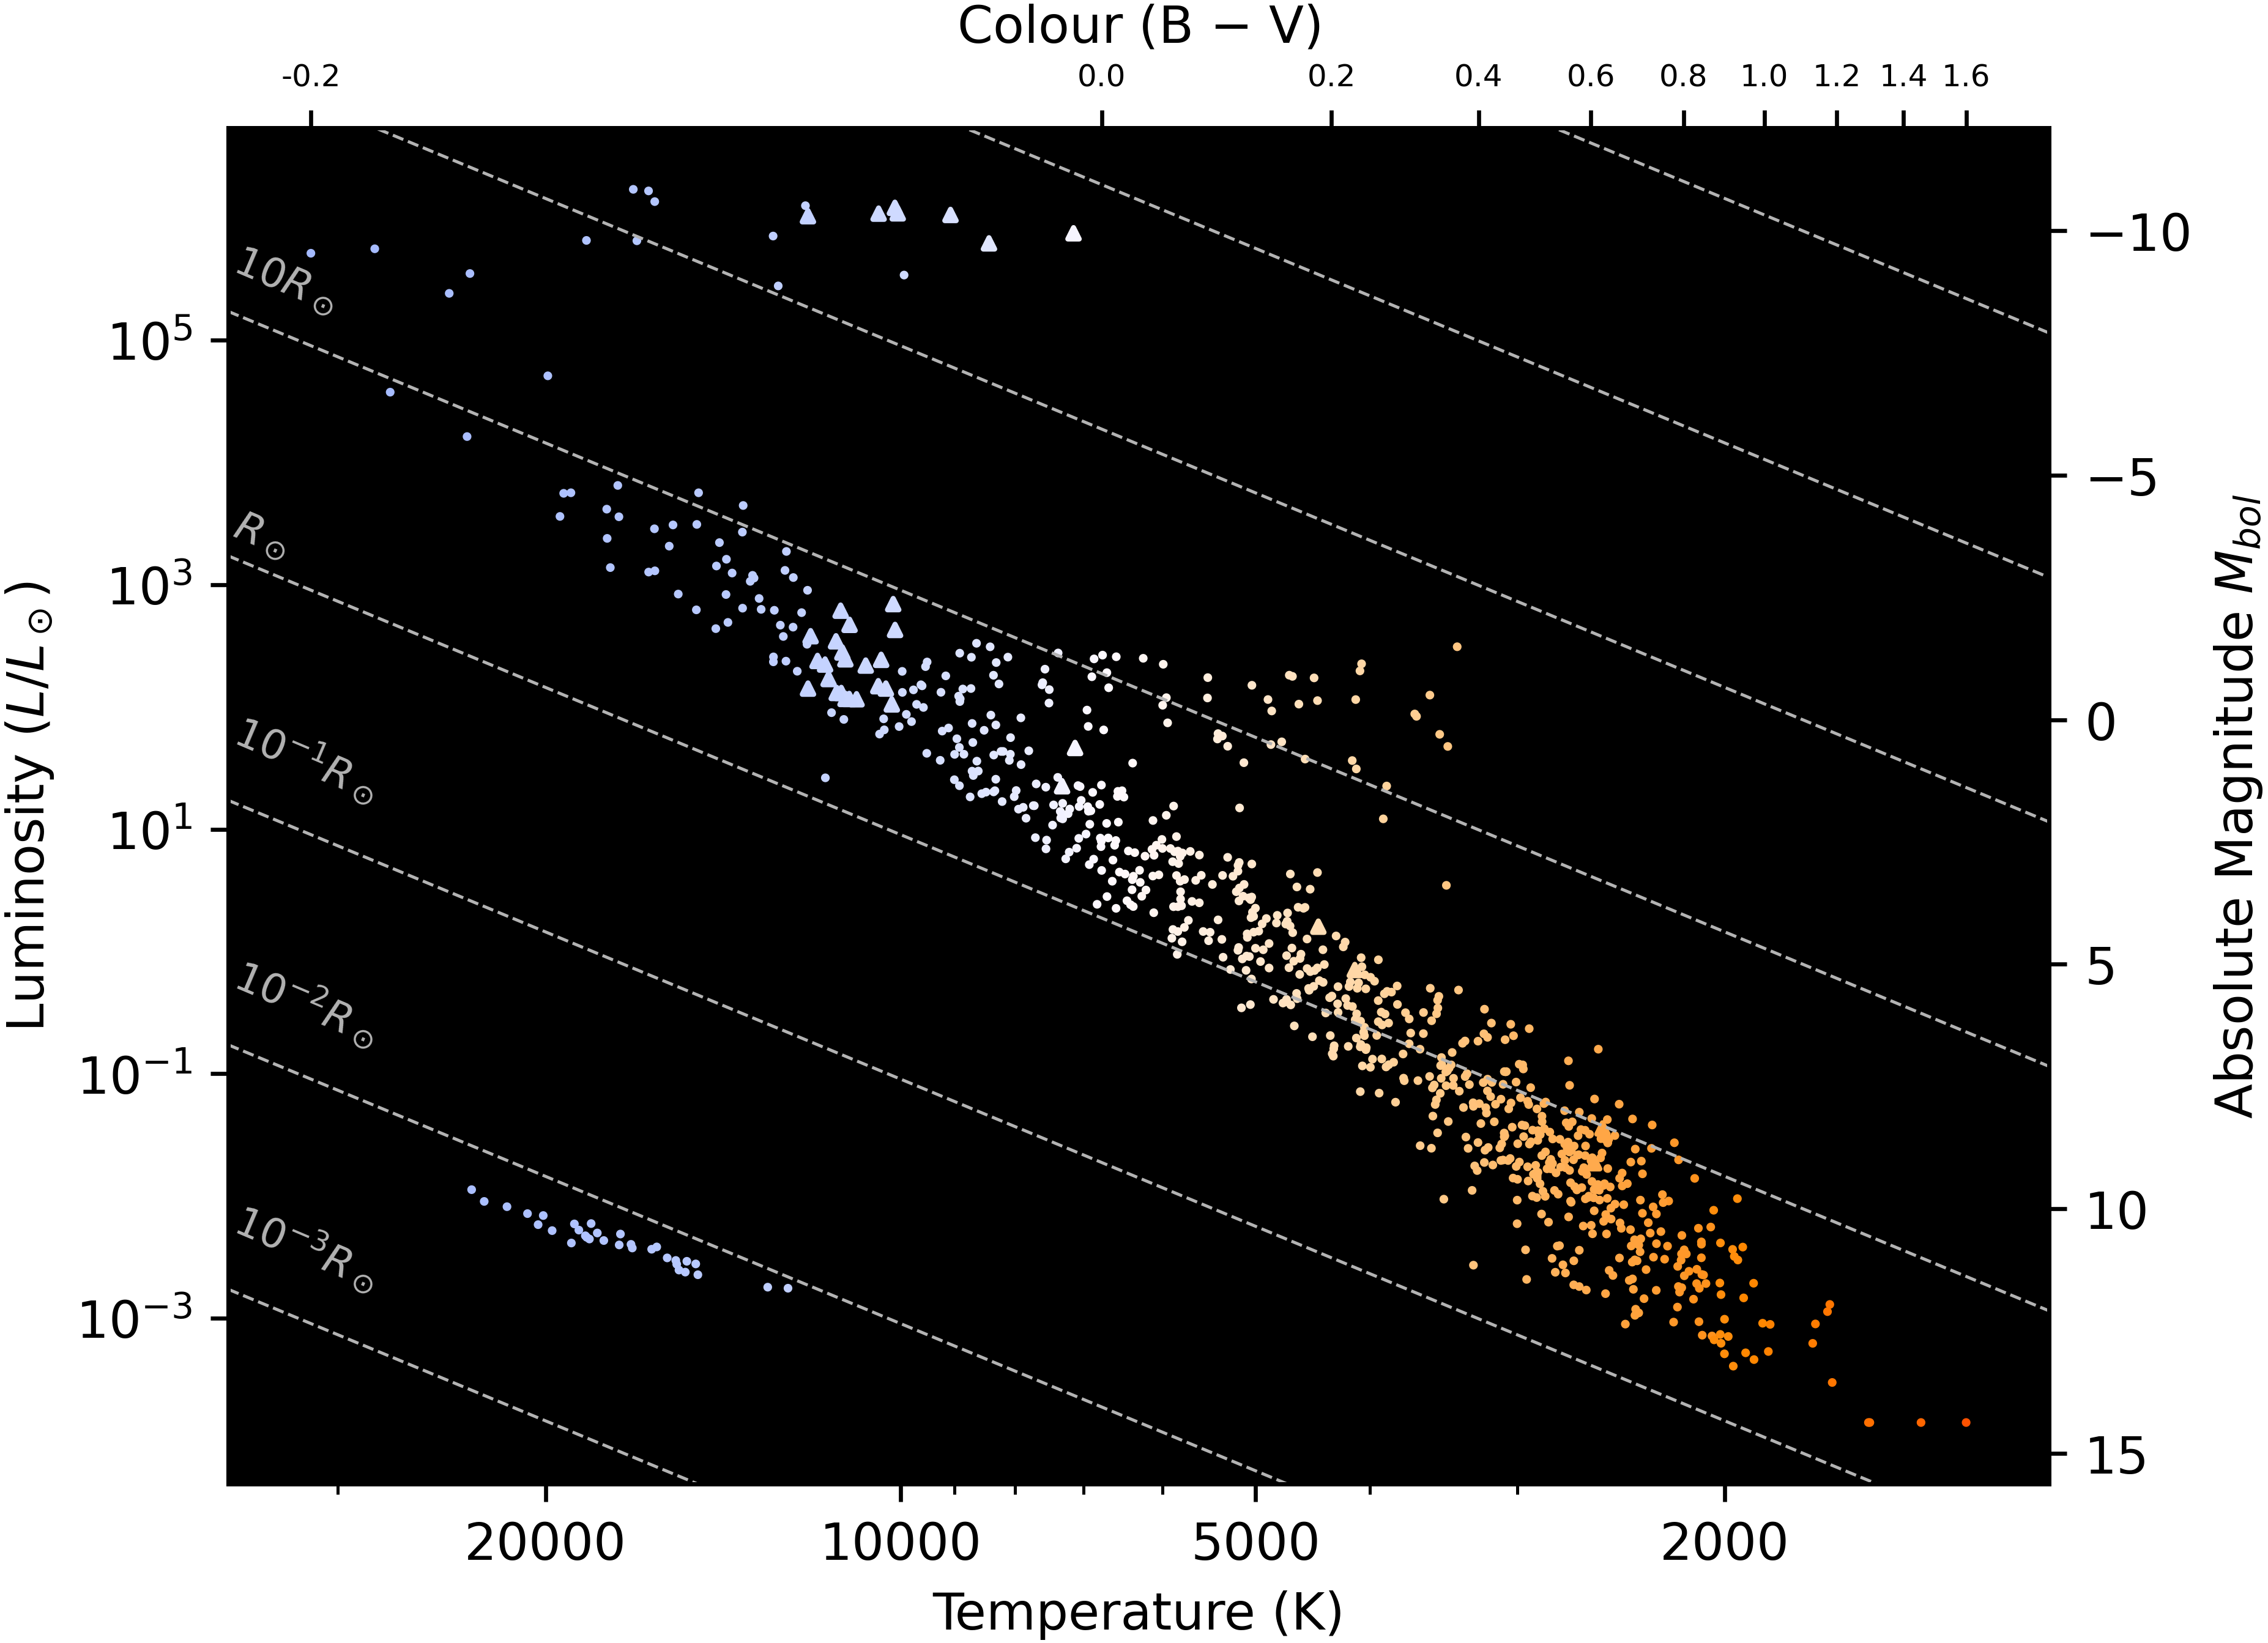 Colour (B − V)
-0.2 0.0 0.2 0.4 0.6 0.8 1.0 1.2 1.4 1.6
Luminosity (L/L☉)
10⁵
10³
10¹
10⁻¹
10⁻³
10R☉
R☉
10⁻¹R☉
10⁻²R☉
10⁻³R☉
−10
−5
0
5
10
15
Absolute Magnitude M_bol
20000 10000 5000 2000
Temperature (K)